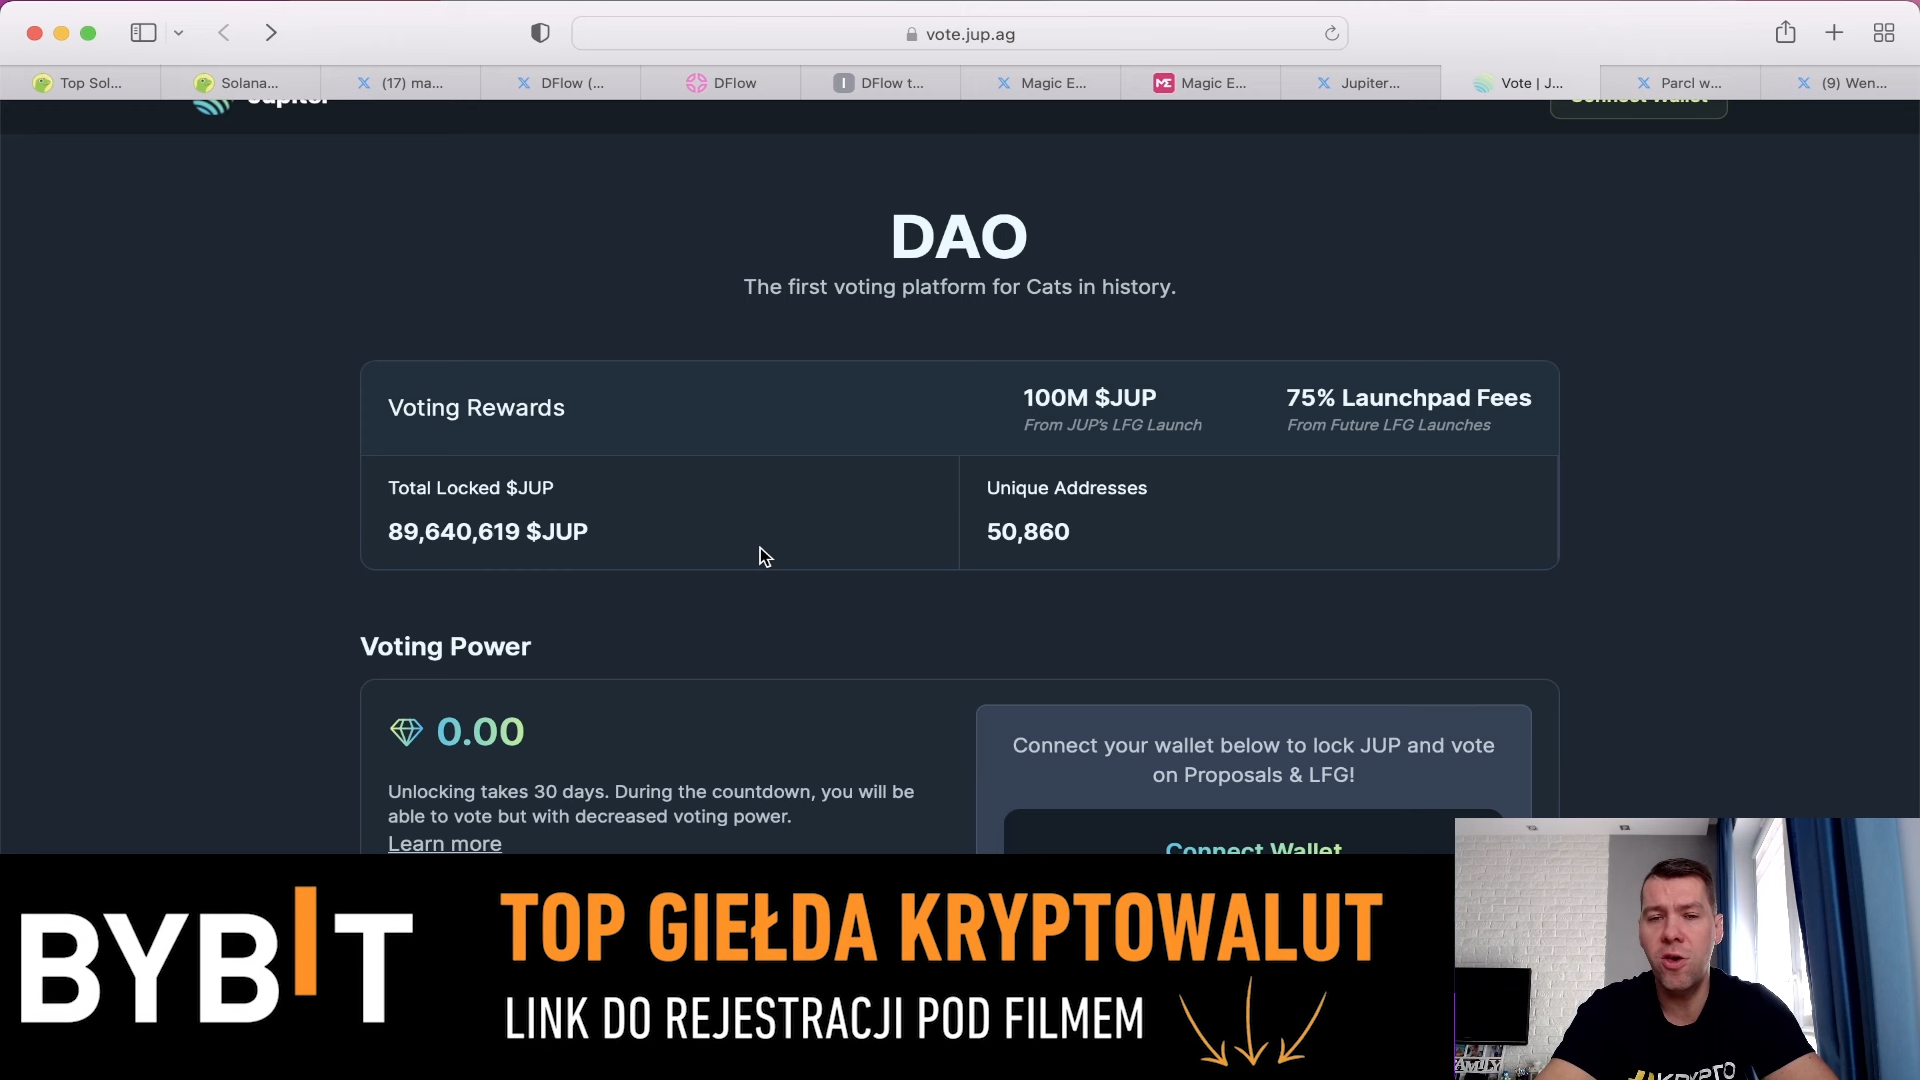 vote.jup.ag
Top Sol...
Solana...
(17) ma...
DFlow (...
DFlow
DFlow t...
Magic E...
Magic E...
Jupiter...
Vote | J...
Parcl w...
(9) Wen...
Jupiter
Connect Wallet
DAO
The first voting platform for Cats in history.
Voting Rewards
100M $JUP
From JUP's LFG Launch
75% Launchpad Fees
From Future LFG Launches
Total Locked $JUP
89,640,619 $JUP
Unique Addresses
50,860
Voting Power
0.00
Unlocking takes 30 days. During the countdown, you will be
able to vote but with decreased voting power.
Learn more
Connect your wallet below to lock JUP and vote
on Proposals & LFG!
Connect Wallet
BYBIT
TOP GIEŁDA KRYPTOWALUT
LINK DO REJESTRACJI POD FILMEM
FAMILY
KRYPTO